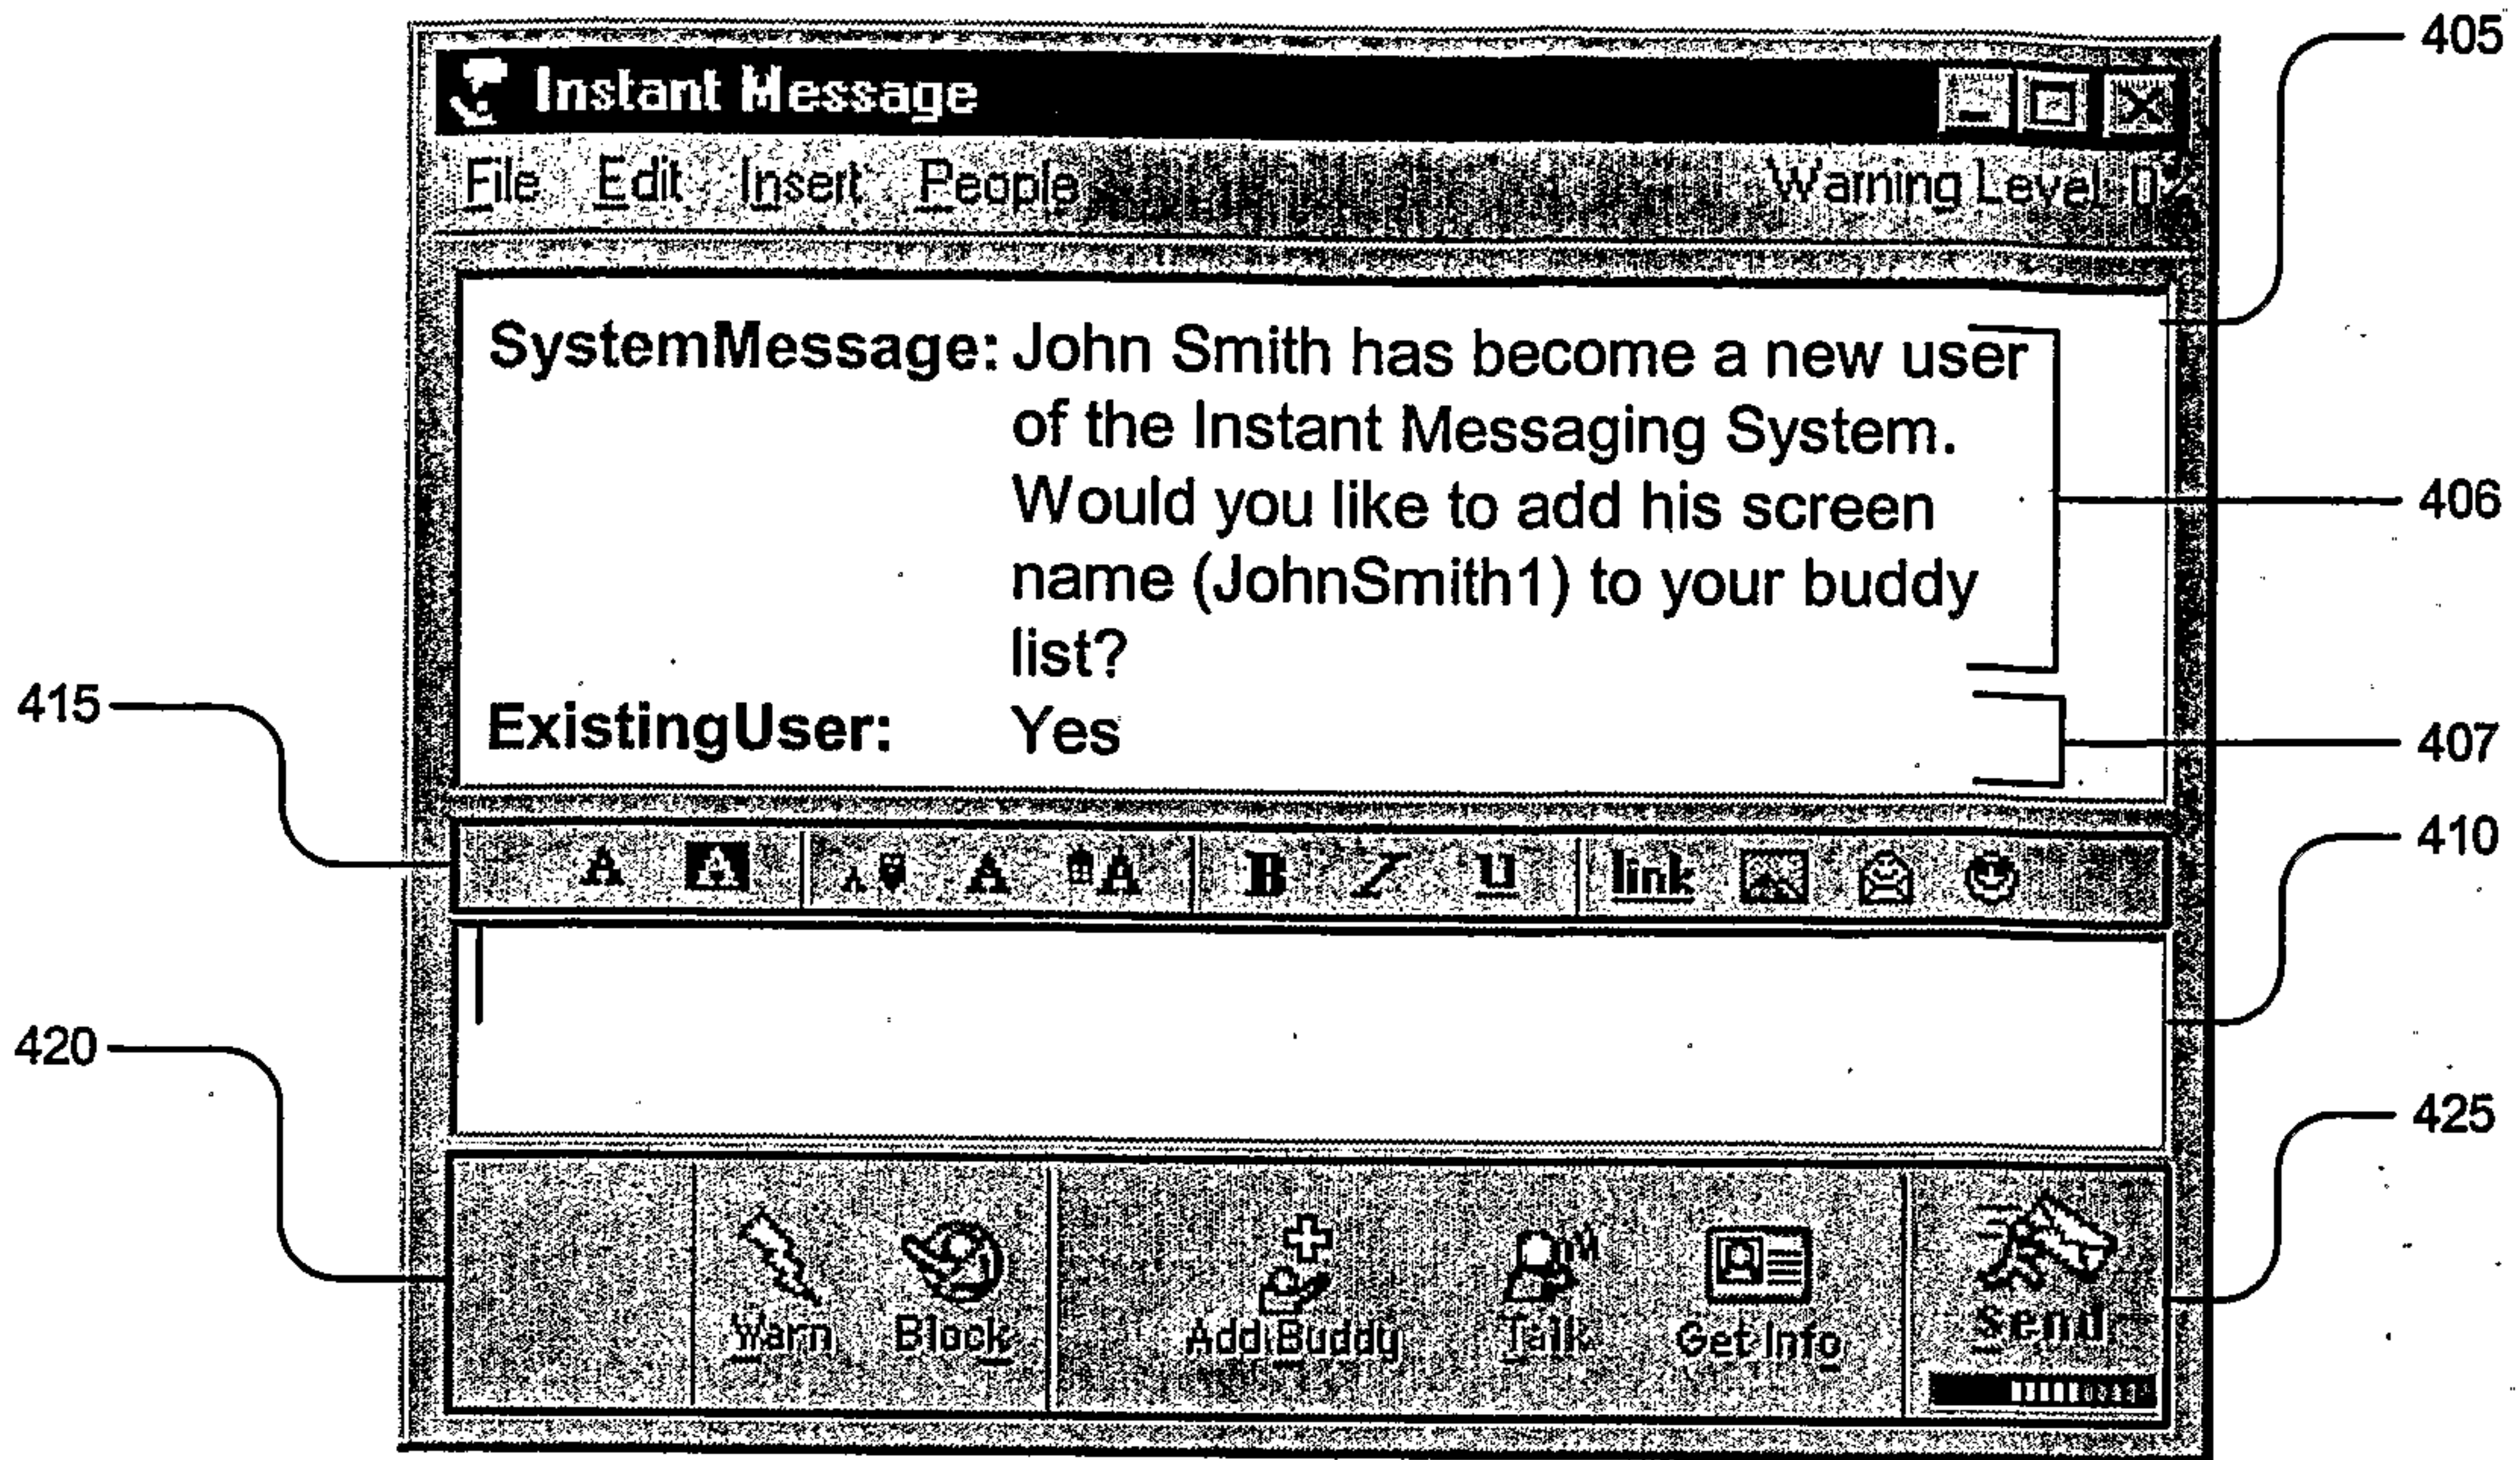 405
Instant Message
File Edit Insert People Warning Level: 0%
SystemMessage: John Smith has become a new user
of the Instant Messaging System.
Would you like to add his screen
name (JohnSmith1) to your buddy
list?
406
415
ExistingUser: Yes
407
410
A A A A A B I U link
420
425
Warn Block Add Buddy Talk Get Info Send